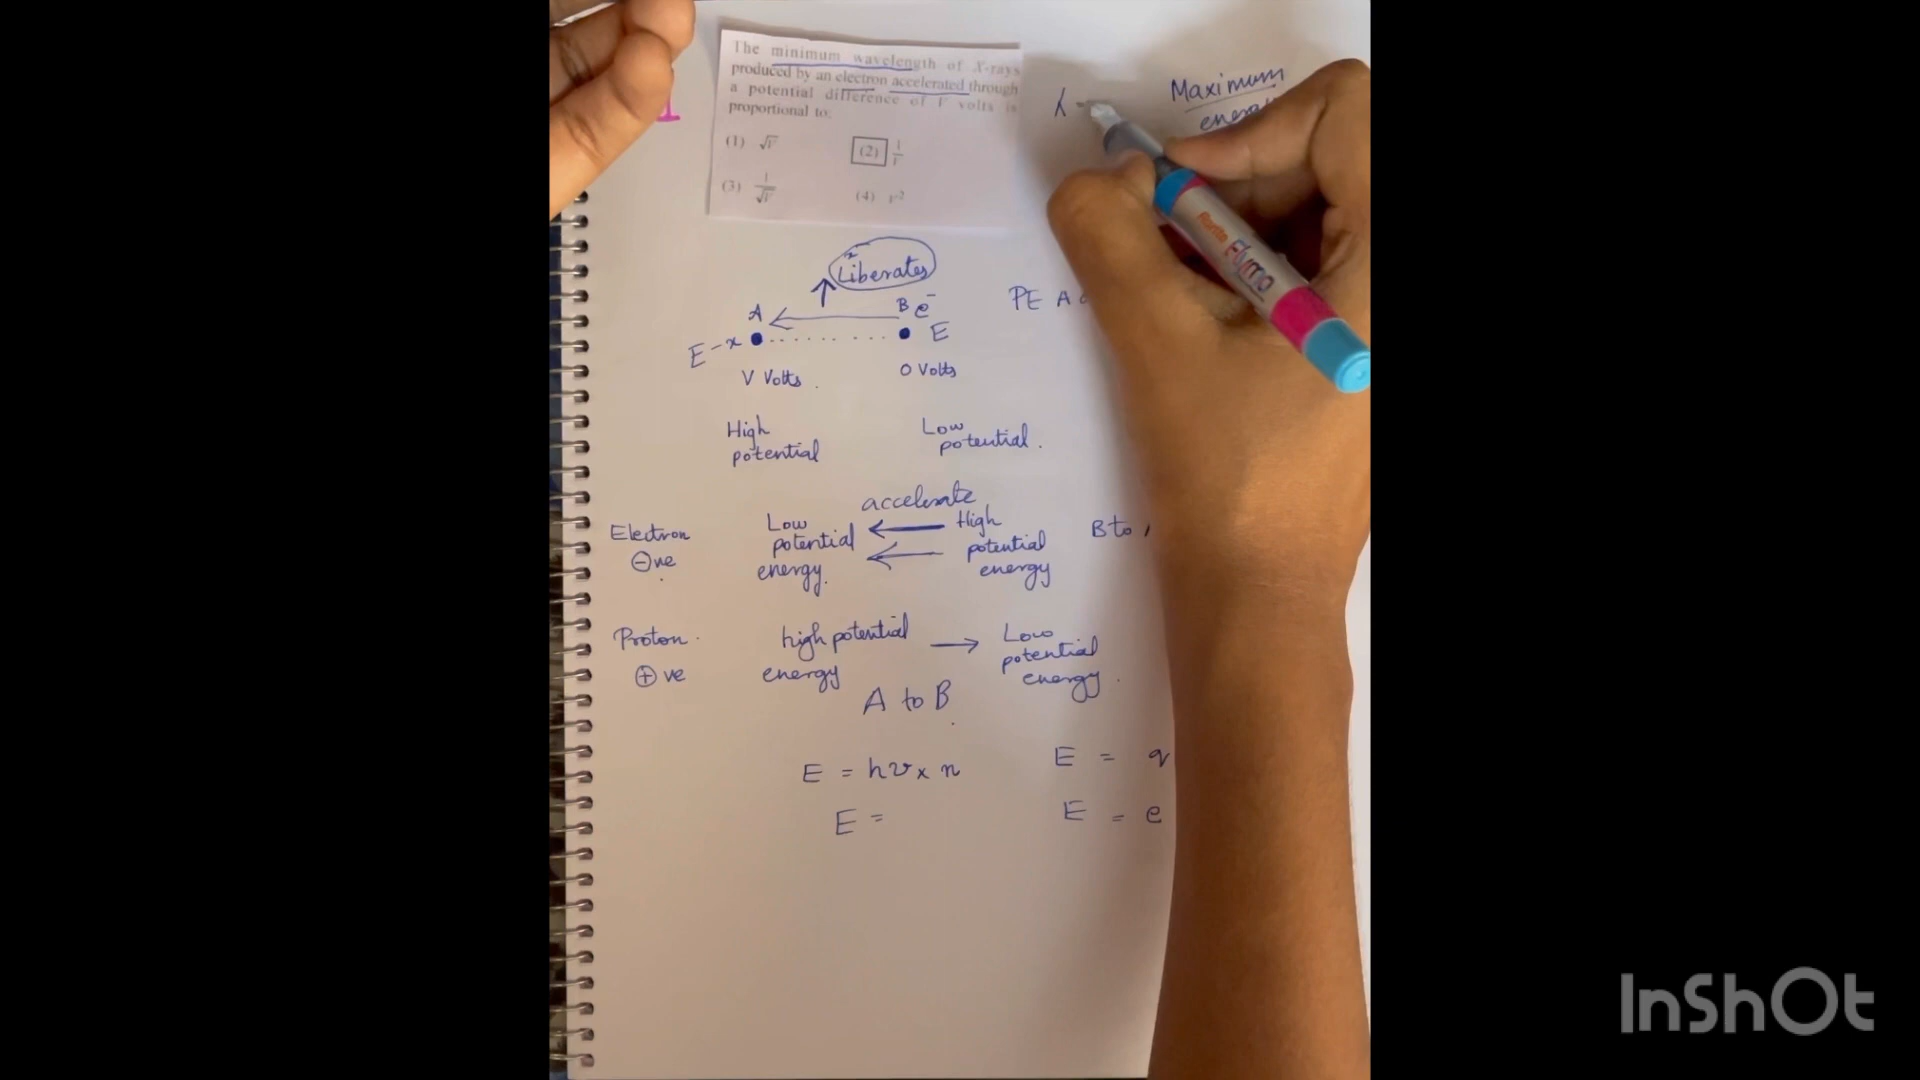 The minimum wavelength of X-rays
produced by an electron accelerated through
a potential difference of V volts is
proportional to:
(1) √V
(2) 1/V
(3) 1/√V
(4) V²
λ
Maximum
energy
Liberates
A
B e⁻
E - x
E
PE A
V Volts .
0 Volts
High
potential
Low
potential .
accelerate
Electron
⊖ve
Low
potential
energy.
High
potential
energy
B to
Proton.
⊕ve
high potential
energy
Low
potential
energy.
A to B
E = hν x n
E =
E = q
E = e
Rorito
InShOt